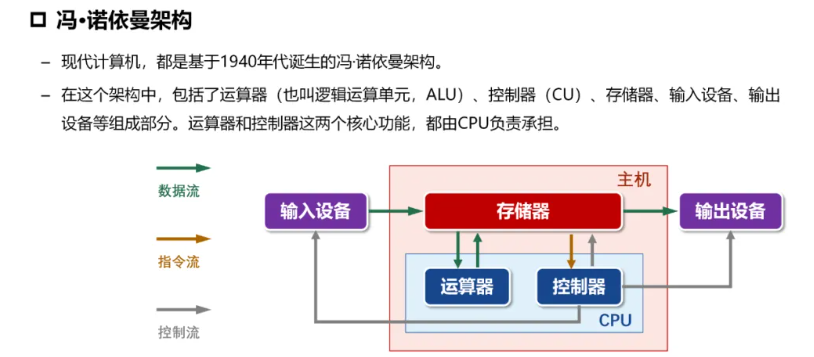 冯·诺依曼架构
– 现代计算机，都是基于1940年代诞生的冯·诺依曼架构。
– 在这个架构中，包括了运算器（也叫逻辑运算单元，ALU）、控制器（CU）、存储器、输入设备、输出
设备等组成部分。运算器和控制器这两个核心功能，都由CPU负责承担。
数据流
指令流
控制流
主机
输入设备
存储器
输出设备
运算器
控制器
CPU